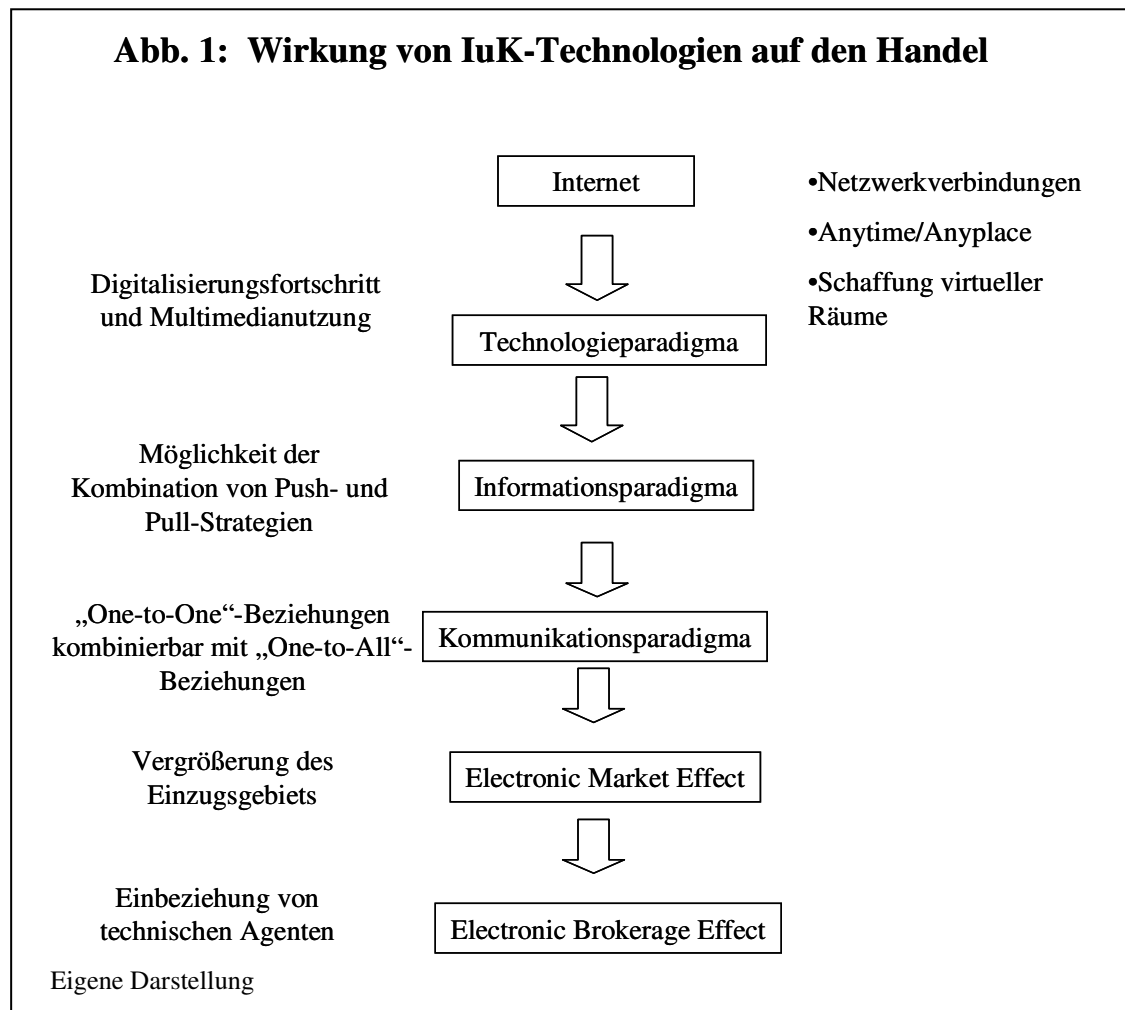 Abb. 1: Wirkung von IuK-Technologien auf den Handel
Internet
•Netzwerkverbindungen
•Anytime/Anyplace
•Schaffung virtueller
Räume
Digitalisierungsfortschritt
und Multimedianutzung
Technologieparadigma
Möglichkeit der
Kombination von Push- und
Pull-Strategien
Informationsparadigma
„One-to-One“-Beziehungen
kombinierbar mit „One-to-All“-
Beziehungen
Kommunikationsparadigma
Vergrößerung des
Einzugsgebiets
Electronic Market Effect
Einbeziehung von
technischen Agenten
Electronic Brokerage Effect
Eigene Darstellung